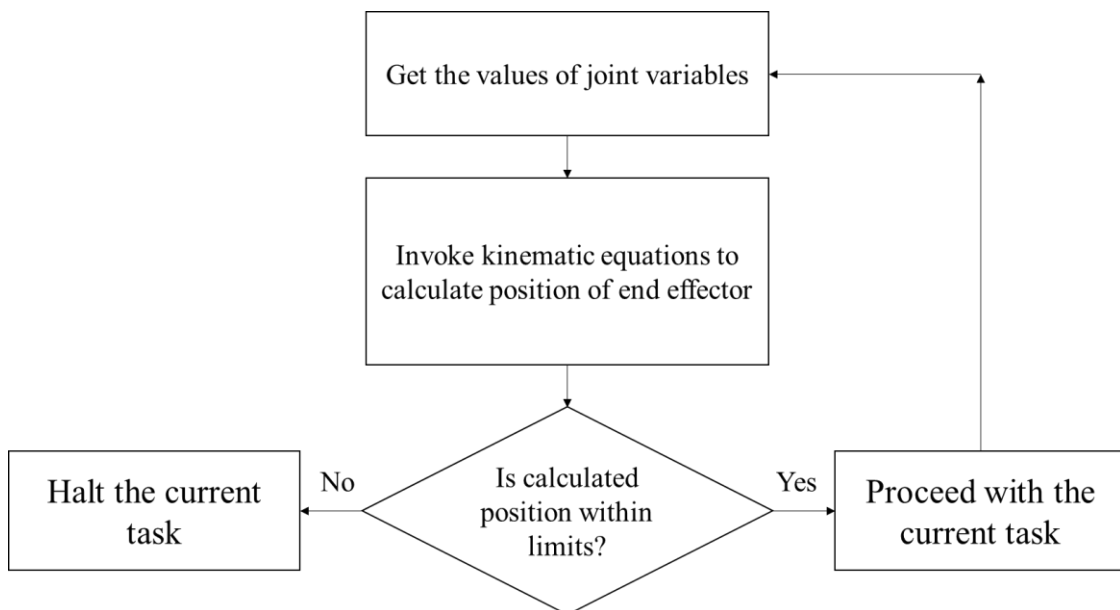 Get the values of joint variables
Invoke kinematic equations to
calculate position of end effector
Is calculated
position within
limits?
No
Yes
Halt the current
task
Proceed with the
current task